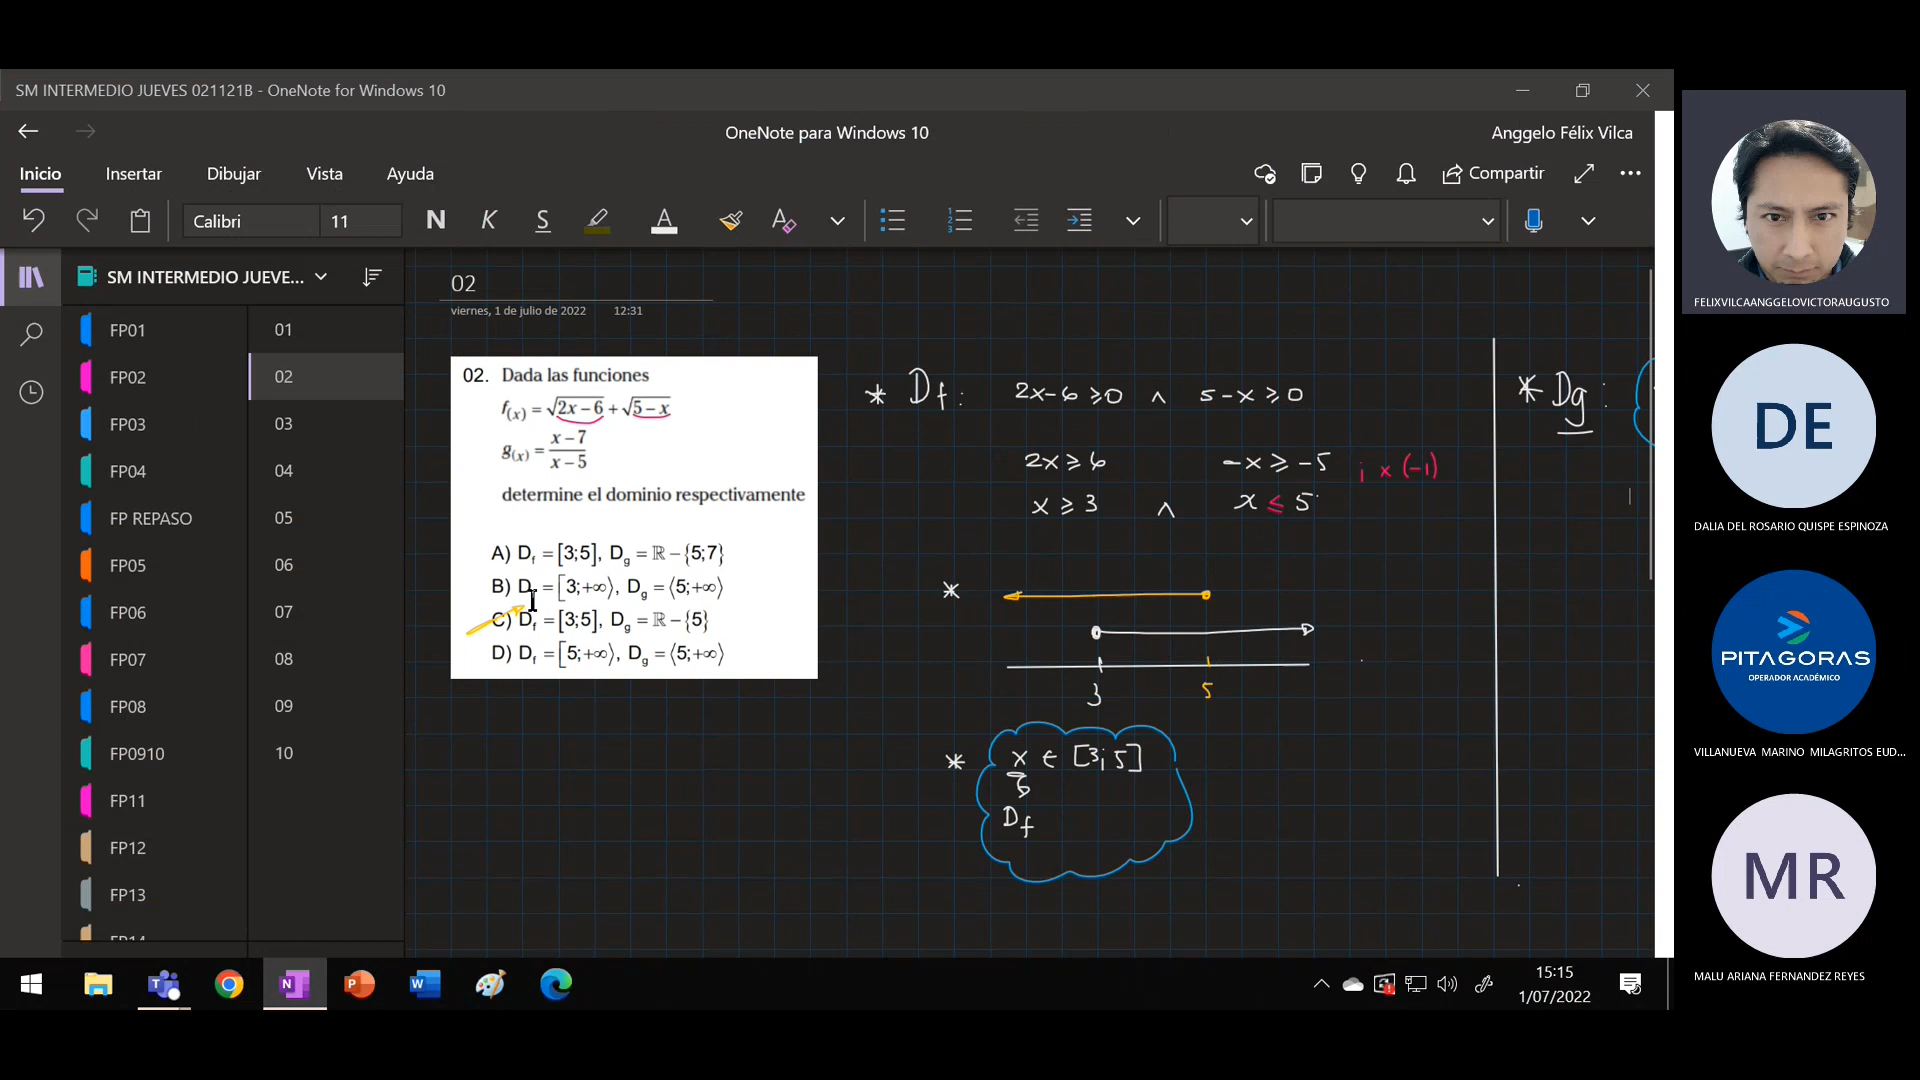 SM INTERMEDIO JUEVES 021121B - OneNote for Windows 10
OneNote para Windows 10
Anggelo Félix Vilca
Inicio
Insertar
Dibujar
Vista
Ayuda
Compartir
Calibri
11
N
K
S
A
SM INTERMEDIO JUEVE...
FP01
FP02
FP03
FP04
FP REPASO
FP05
FP06
FP07
FP08
FP0910
FP11
FP12
FP13
FP14
01
02
03
04
05
06
07
08
09
10
02
viernes, 1 de julio de 2022 12:31
02. Dada las funciones
f(x) = √2x−6 + √5−x
g(x) = x−7
x−5
determine el dominio respectivamente
A) Df = [3;5], Dg = ℝ − {5;7}
B) Df = [3;+∞⟩, Dg = ⟨5;+∞⟩
C) Df = [3;5], Dg = ℝ − {5}
D) Df = [5;+∞⟩, Dg = ⟨5;+∞⟩
* Df: 2x-6 ≥0 ∧ 5-x ≥0
2x ≥ 6 -x ≥ -5 ; x (-1)
x ≥ 3 ∧ x ≤ 5
*
3 5
* x ∈ [3;5]
Df
* Dg:
FELIXVILCAANGGELOVICTORAUGUSTO
DE
DALIA DEL ROSARIO QUISPE ESPINOZA
PITAGORAS
OPERADOR ACADÉMICO
VILLANUEVA MARINO MILAGRITOS EUD...
MR
MALU ARIANA FERNANDEZ REYES
15:15
1/07/2022